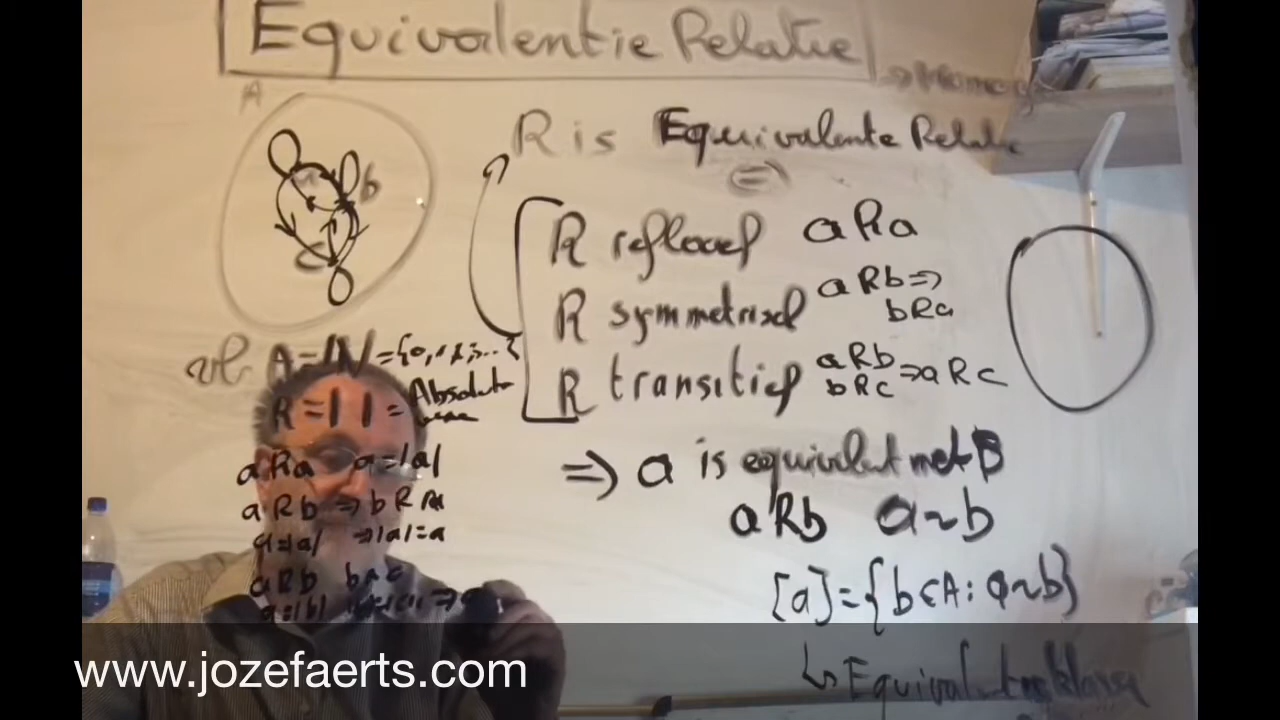 Equivalentie Relatie
A
R is Equivalente Relatie
b
c
R reflexief aRa
R symmetrisch aRb ⇒ bRa
R transitief aRb bRc ⇒ aRc
vb A = IN = {0,1,2,...}
R = | | = Absolute
aRa a=|a|
aRb ⇒ bRa
a=|a| ⇒|a|=a
aRb bRc
a=|b|
⇒ a is equivalent met B
aRb a~b
[a]={b∈A: a~b}
↳ Equivalentieklasse
www.jozefaerts.com